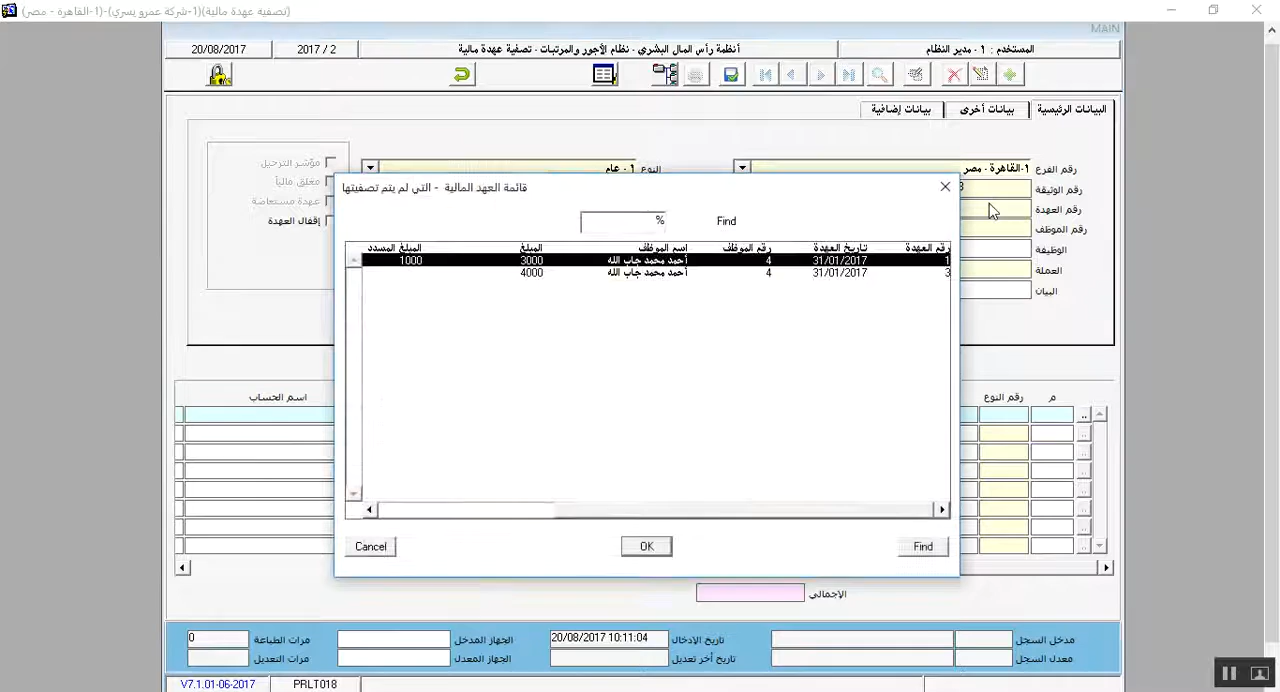 (تصفيه عهدة مالية)(1-شركة عمرو يسري)-(1-القاهرة - مصر)
MAIN
المستخدم : 1 - مدير النظام
أنظمة رأس المال البشري - نظام الأجور والمرتبات - تصفية عهدة مالية
2017 / 2
20/08/2017
البيانات الرئيسية
بيانات أخرى
بيانات إضافية
رقم الفرع
1-القاهرة - مصر
النوع
1 - عام
مؤشر الترحيل
رقم الوثيقة
3
مغلق مالياً
رقم العهدة
عهدة مستعاضة
رقم الموظف
إقفال العهدة
الوظيفة
العملة
البيان
قائمة العهد المالية - التي لم يتم تصفيتها
Find
%
رقم العهدة تاريخ العهدة رقم الموظف اسم الموظف المبلغ المبلغ المسدد
1 31/01/2017 4 أحمد محمد جاب الله 3000 1000
3 31/01/2017 4 أحمد محمد جاب الله 4000
Cancel
OK
Find
م
رقم النوع
اسم الحساب
الإجمالي
مدخل السجل
تاريخ الإدخال
20/08/2017 10:11:04
الجهاز المدخل
مرات الطباعة
0
معدل السجل
تاريخ أخر تعديل
الجهاز المعدل
مرات التعديل
V7.1.01-06-2017
PRLT018